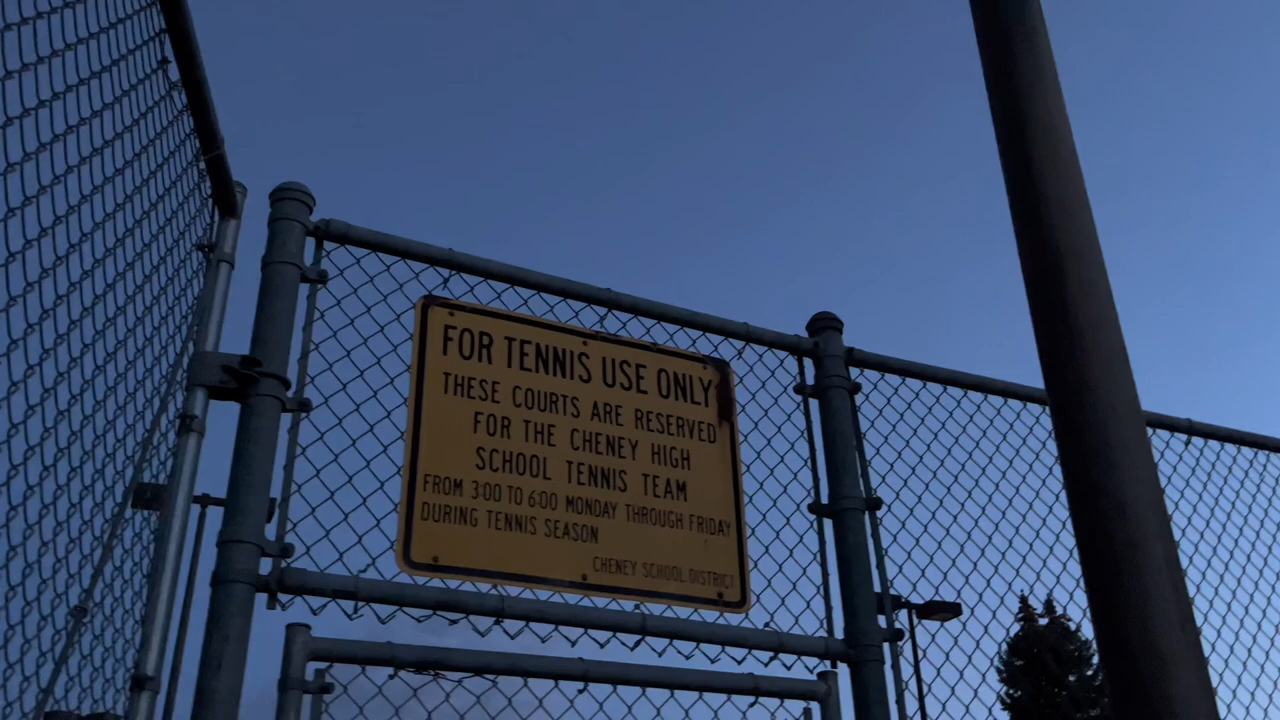 FOR TENNIS USE ONLY
THESE COURTS ARE RESERVED
FOR THE CHENEY HIGH
SCHOOL TENNIS TEAM
FROM 3:00 TO 6:00 MONDAY THROUGH FRIDAY
DURING TENNIS SEASON
CHENEY SCHOOL DISTRICT